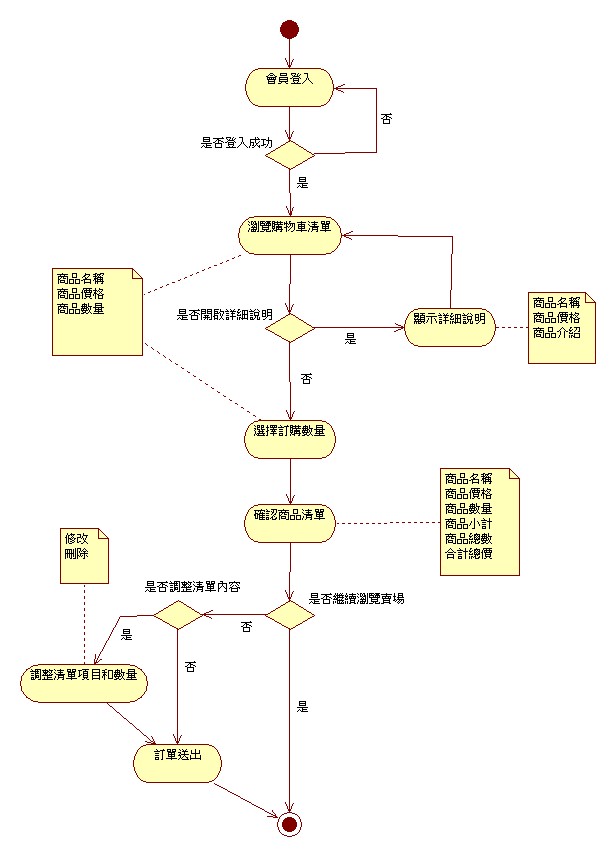 會員登入
否
是否登入成功
是
瀏覽購物車清單
商品名稱
商品價格
商品數量
是否開啟詳細說明
是
顯示詳細說明
商品名稱
商品價格
商品介紹
否
選擇訂購數量
確認商品清單
商品名稱
商品價格
商品數量
商品小計
商品總數
合計總價
修改
刪除
是否調整清單內容
是否繼續瀏覽賣場
否
是
否
調整清單項目和數量
是
訂單送出